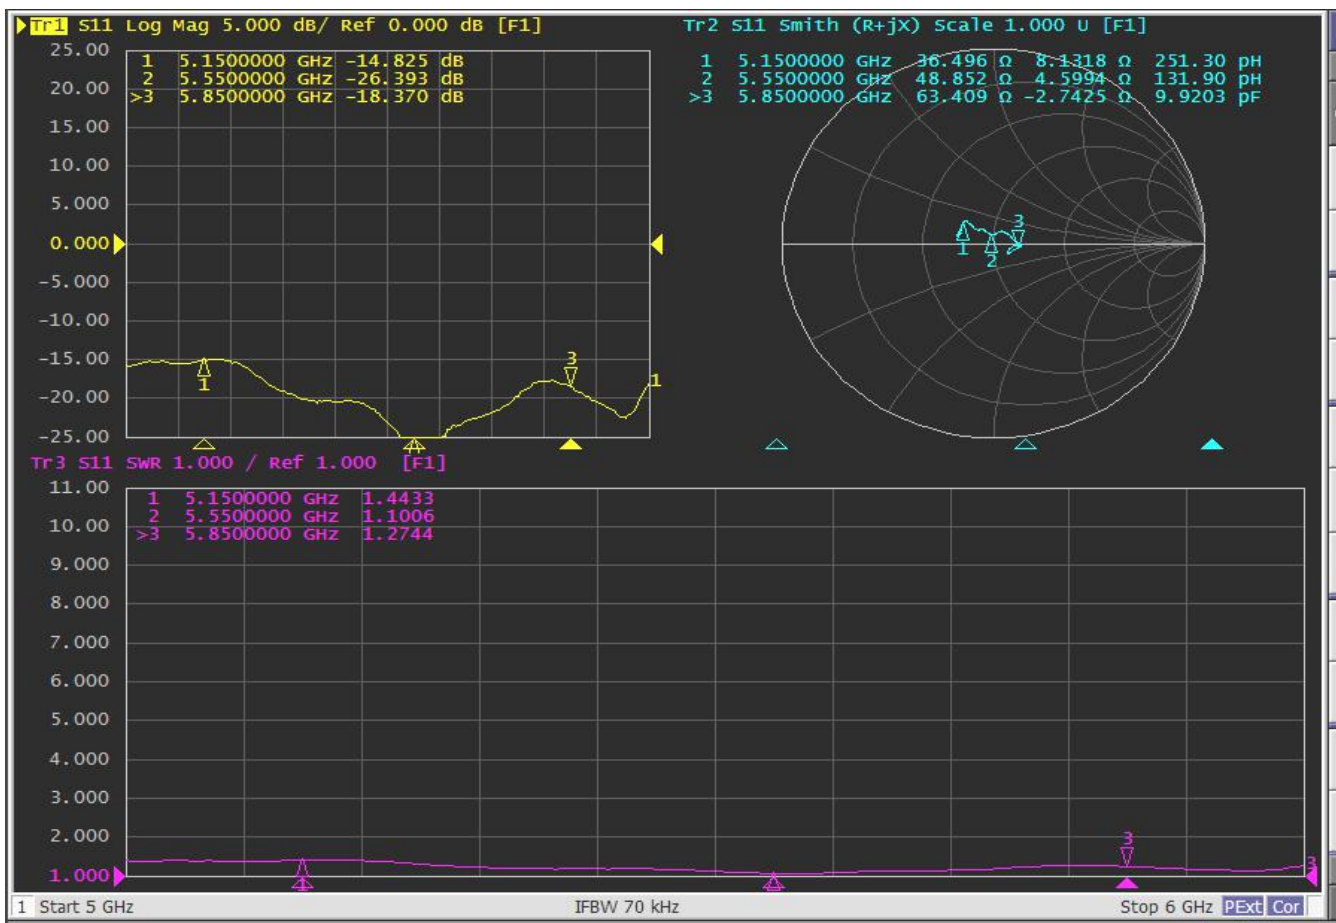 Tr1 S11 Log Mag 5.000 dB/ Ref 0.000 dB [F1]
25.00
20.00
15.00
10.00
5.000
0.000
-5.000
-10.00
-15.00
-20.00
-25.00
1 5.1500000 GHz -14.825 dB
2 5.5500000 GHz -26.393 dB
>3 5.8500000 GHz -18.370 dB
1
3
1
Tr2 S11 Smith (R+jX) Scale 1.000 U [F1]
1 5.1500000 GHz 36.496 Ω 8.1318 Ω 251.30 pH
2 5.5500000 GHz 48.852 Ω 4.5994 Ω 131.90 pH
>3 5.8500000 GHz 63.409 Ω -2.7425 Ω 9.9203 pF
3
1
2
Tr3 S11 SWR 1.000 / Ref 1.000 [F1]
11.00
10.00
9.000
8.000
7.000
6.000
5.000
4.000
3.000
2.000
1.000
1 5.1500000 GHz 1.4433
2 5.5500000 GHz 1.1006
>3 5.8500000 GHz 1.2744
3
3
1 Start 5 GHz
IFBW 70 kHz
Stop 6 GHz PExt Cor